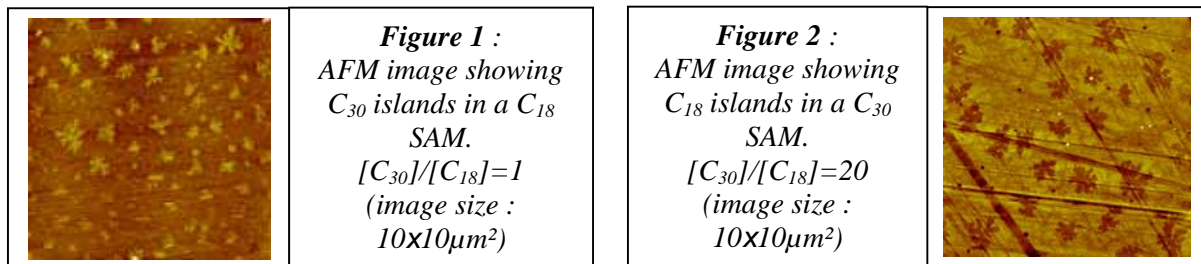 Figure 1 :
AFM image showing
C₃₀ islands in a C₁₈
SAM.
[C₃₀]/[C₁₈]=1
(image size :
10x10µm²)
Figure 2 :
AFM image showing
C₁₈ islands in a C₃₀
SAM.
[C₃₀]/[C₁₈]=20
(image size :
10x10µm²)